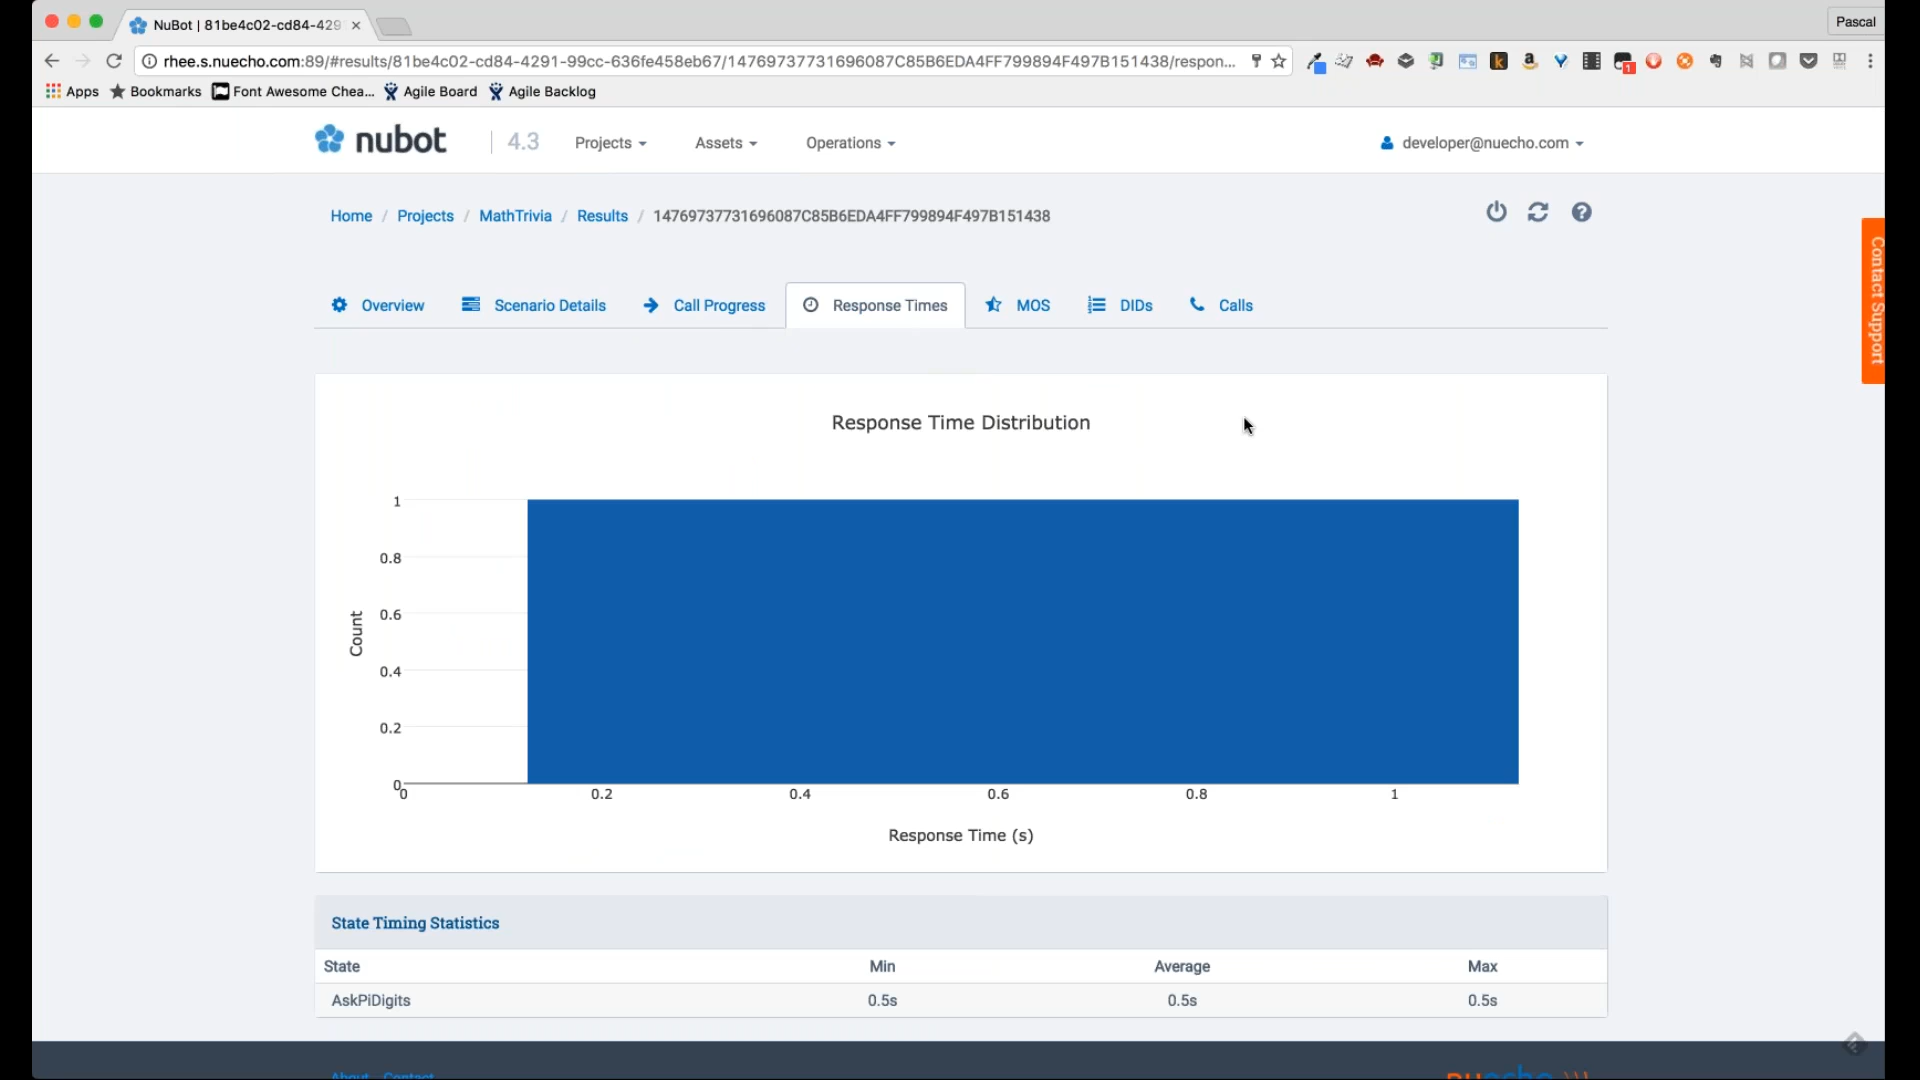 NuBot | 81be4c02-cd84-429
Pascal
rhee.s.nuecho.com:89/#results/81be4c02-cd84-4291-99cc-636fe458eb67/14769737731696087C85B6EDA4FF799894F497B151438/respon...
Apps Bookmarks Font Awesome Chea... Agile Board Agile Backlog
nubot 4.3 Projects Assets Operations developer@nuecho.com
Home / Projects / MathTrivia / Results / 14769737731696087C85B6EDA4FF799894F497B151438
Contact Support
Overview Scenario Details Call Progress Response Times MOS DIDs Calls
Response Time Distribution
1
0.8
0.6
0.4
0.2
0
Count
0 0.2 0.4 0.6 0.8 1
Response Time (s)
State Timing Statistics
State Min Average Max
AskPiDigits 0.5s 0.5s 0.5s
About Contact
nuecho